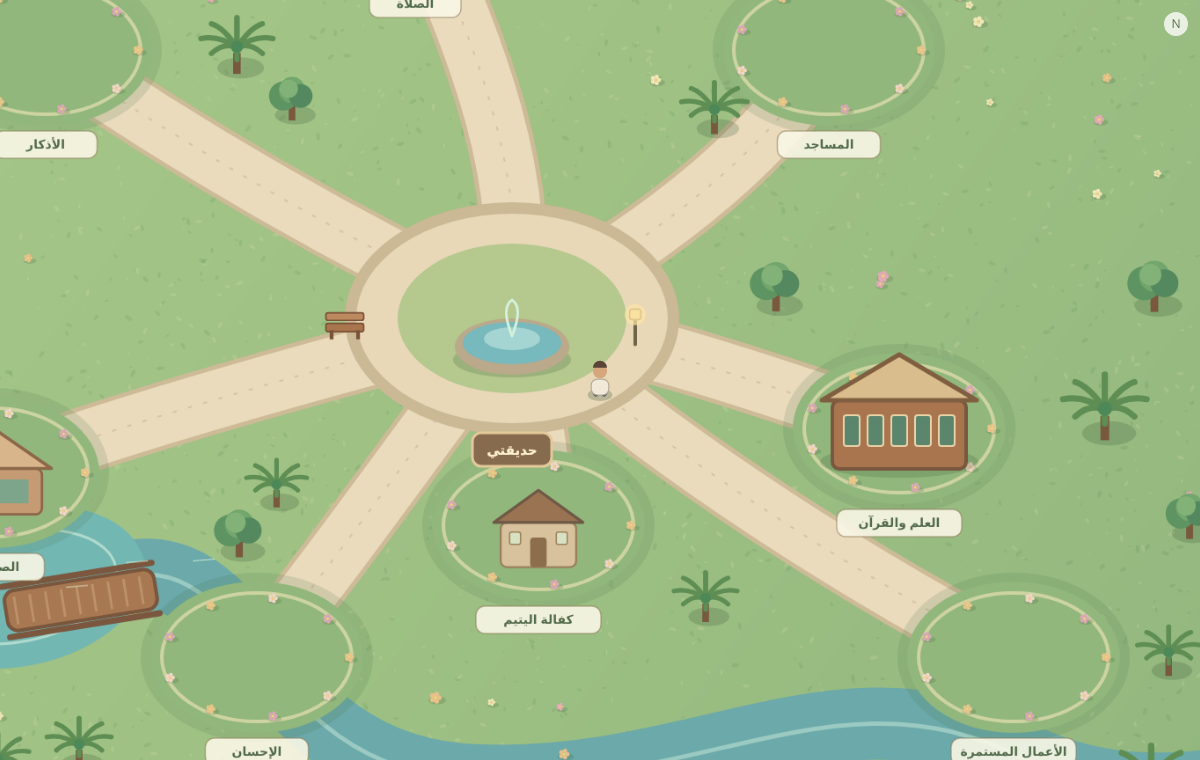 الصلاة
N
المساجد
الأذكار
حديقتي
العلم والقرآن
كفالة اليتيم
الإحسان
الأعمال المستمرة